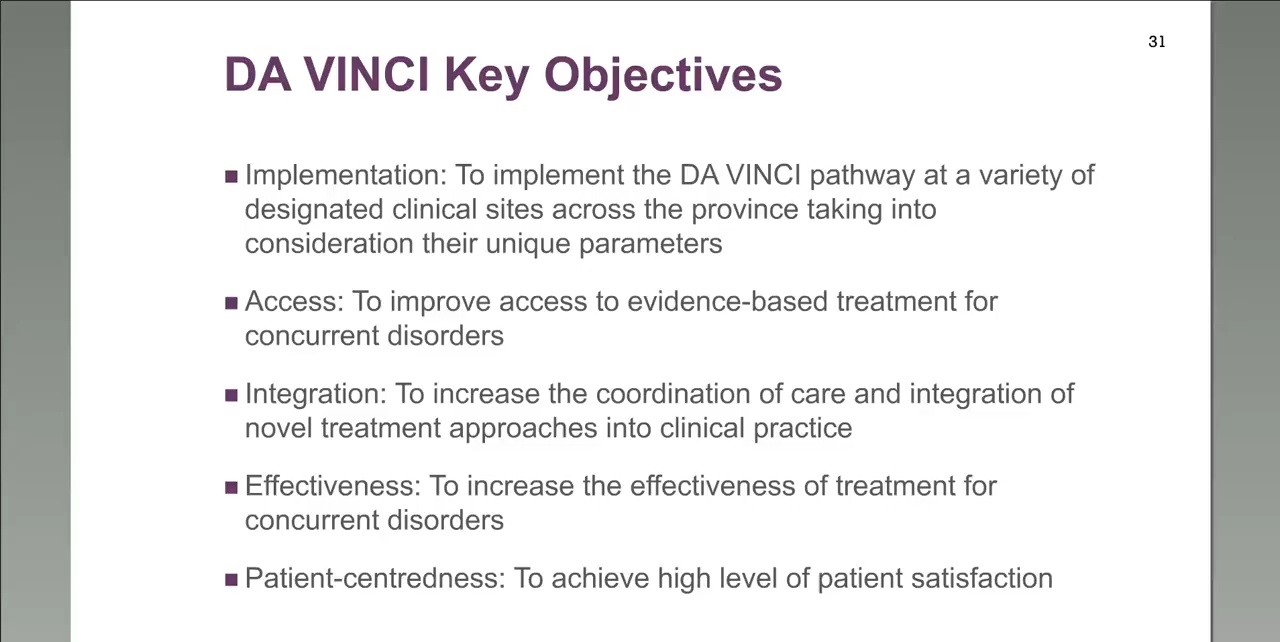 31
DA VINCI Key Objectives
Implementation: To implement the DA VINCI pathway at a variety of
designated clinical sites across the province taking into
consideration their unique parameters
Access: To improve access to evidence-based treatment for
concurrent disorders
Integration: To increase the coordination of care and integration of
novel treatment approaches into clinical practice
Effectiveness: To increase the effectiveness of treatment for
concurrent disorders
Patient-centredness: To achieve high level of patient satisfaction